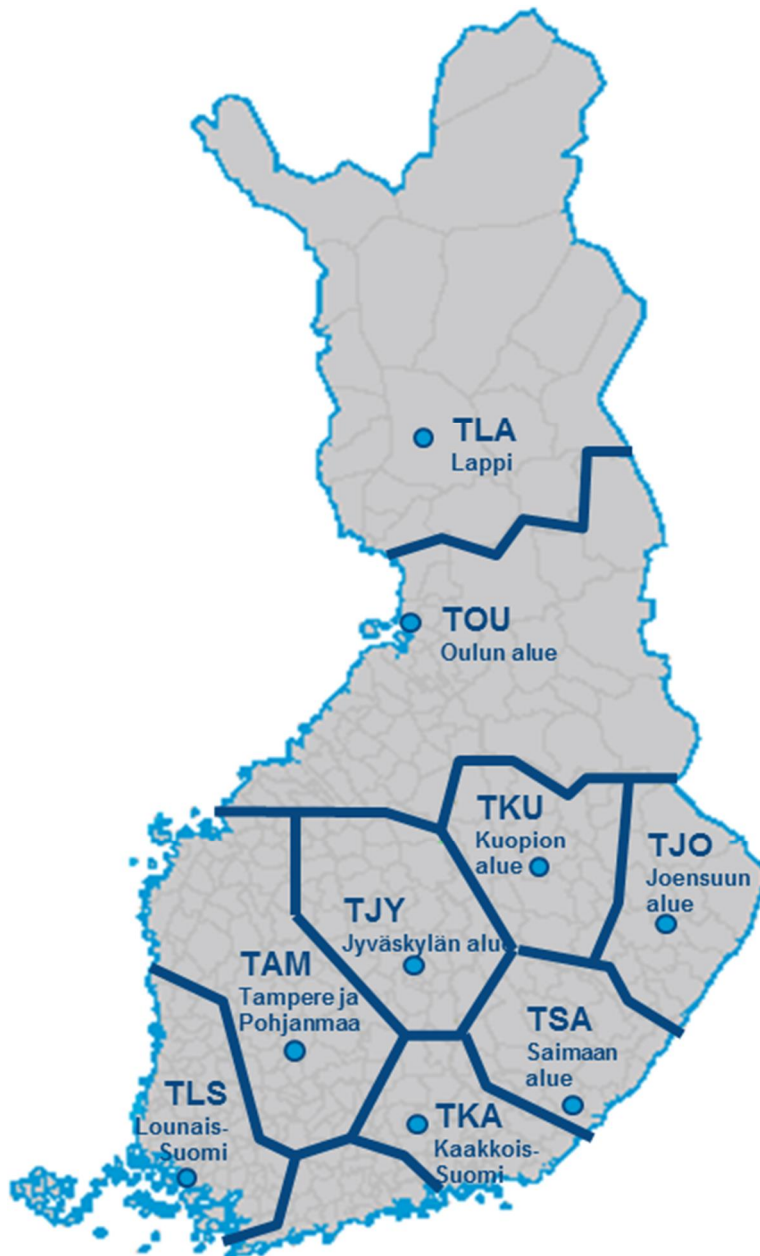 TLA
Lappi
TOU
Oulun alue
TKU
Kuopion
alue
TJO
Joensuun
alue
TJY
Jyväskylän alue
TAM
Tampere ja
Pohjanmaa
TSA
Saimaan
alue
TLS
Lounais-
Suomi
TKA
Kaakkois-
Suomi